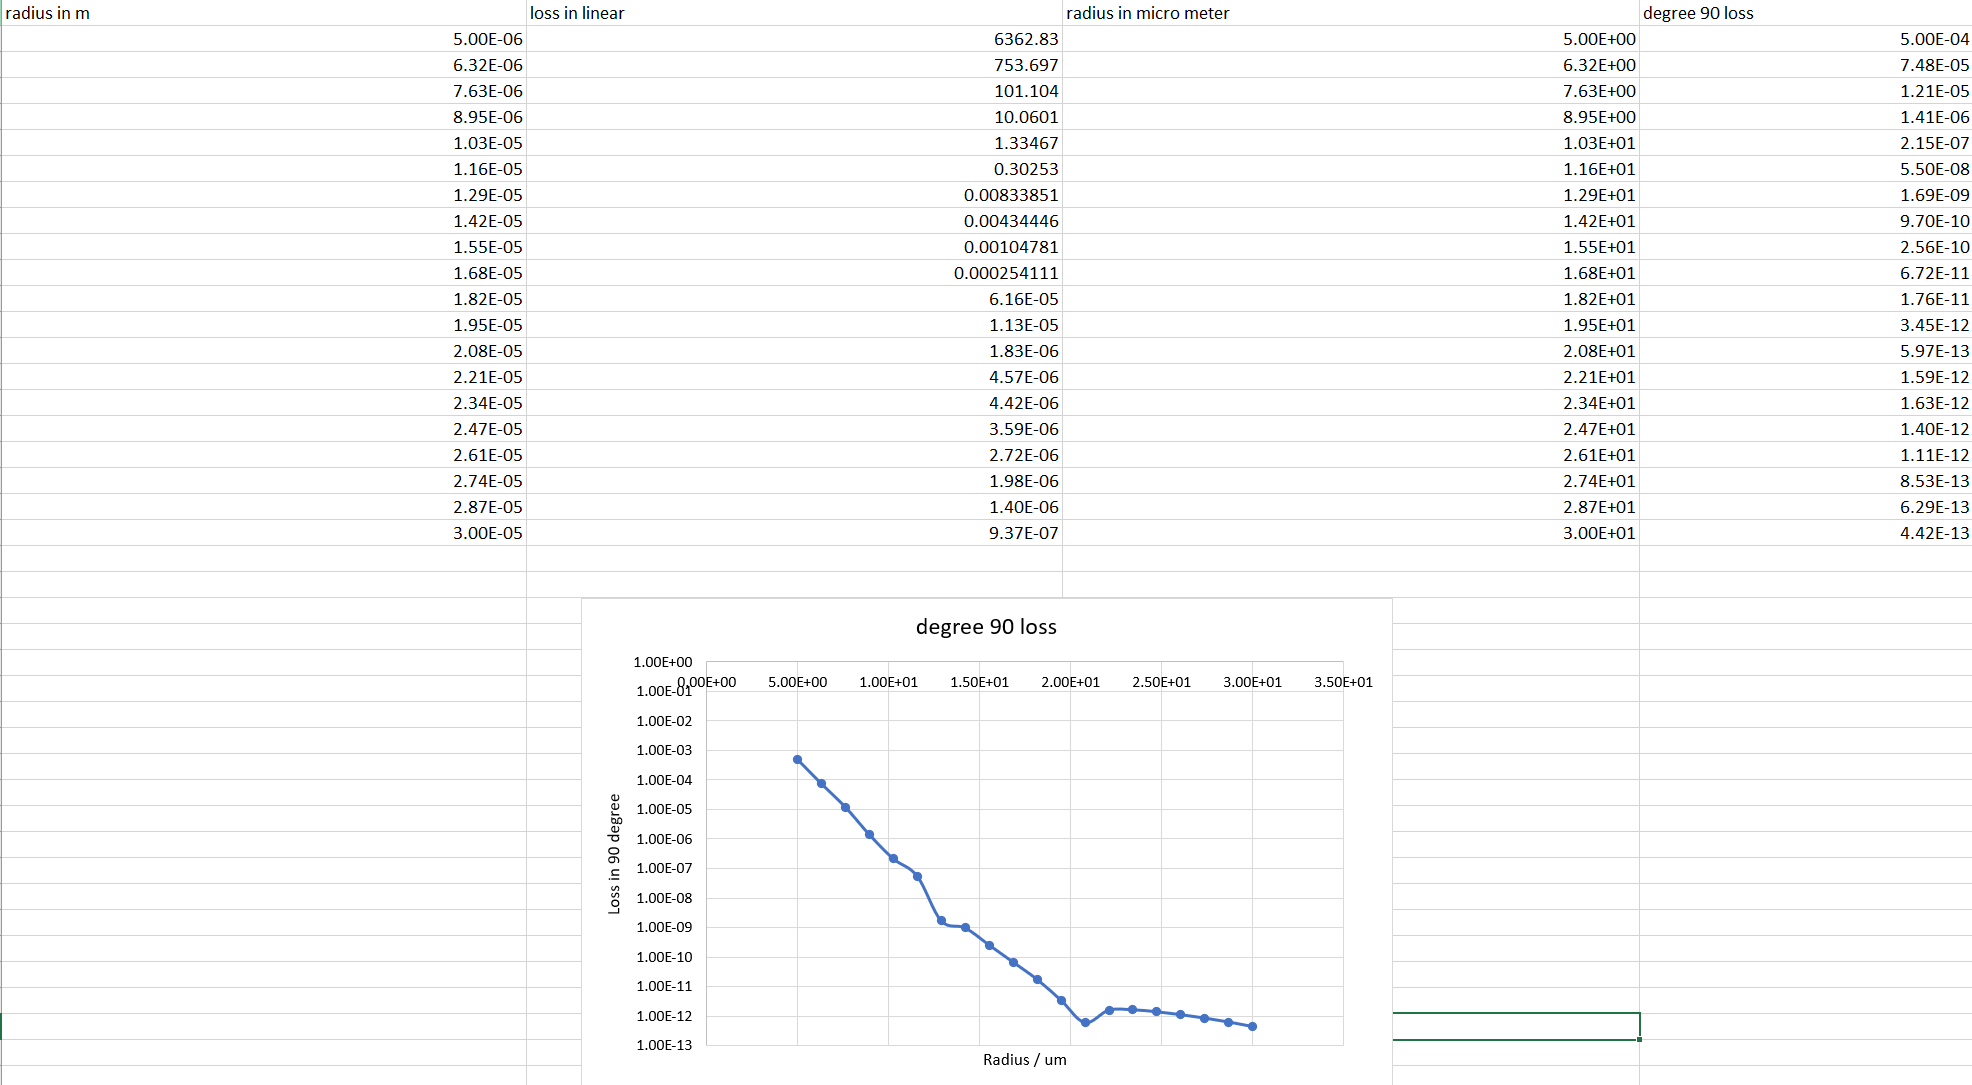 radius in m loss in linear radius in micro meter degree 90 loss
5.00E-06 6362.83 5.00E+00 5.00E-04
6.32E-06 753.697 6.32E+00 7.48E-05
7.63E-06 101.104 7.63E+00 1.21E-05
8.95E-06 10.0601 8.95E+00 1.41E-06
1.03E-05 1.33467 1.03E+01 2.15E-07
1.16E-05 0.30253 1.16E+01 5.50E-08
1.29E-05 0.00833851 1.29E+01 1.69E-09
1.42E-05 0.00434446 1.42E+01 9.70E-10
1.55E-05 0.00104781 1.55E+01 2.56E-10
1.68E-05 0.000254111 1.68E+01 6.72E-11
1.82E-05 6.16E-05 1.82E+01 1.76E-11
1.95E-05 1.13E-05 1.95E+01 3.45E-12
2.08E-05 1.83E-06 2.08E+01 5.97E-13
2.21E-05 4.57E-06 2.21E+01 1.59E-12
2.34E-05 4.42E-06 2.34E+01 1.63E-12
2.47E-05 3.59E-06 2.47E+01 1.40E-12
2.61E-05 2.72E-06 2.61E+01 1.11E-12
2.74E-05 1.98E-06 2.74E+01 8.53E-13
2.87E-05 1.40E-06 2.87E+01 6.29E-13
3.00E-05 9.37E-07 3.00E+01 4.42E-13
degree 90 loss
1.00E+00
0.00E+00 5.00E+00 1.00E+01 1.50E+01 2.00E+01 2.50E+01 3.00E+01 3.50E+01
1.00E-01
1.00E-02
1.00E-03
1.00E-04
1.00E-05
1.00E-06
1.00E-07
1.00E-08
1.00E-09
1.00E-10
1.00E-11
1.00E-12
1.00E-13
Loss in 90 degree
Radius / um